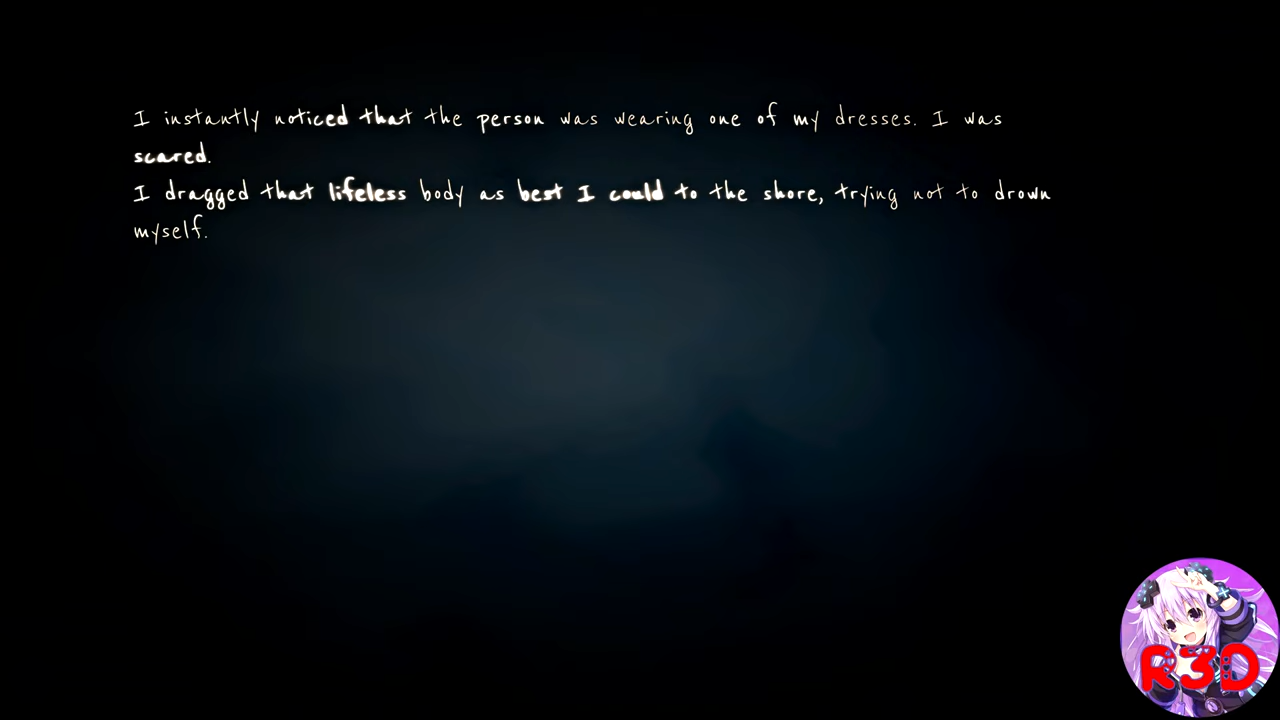 I instantly noticed that the person was wearing one of my dresses. I was
scared.
I dragged that lifeless body as best I could to the shore, trying not to drown
myself.
R3D